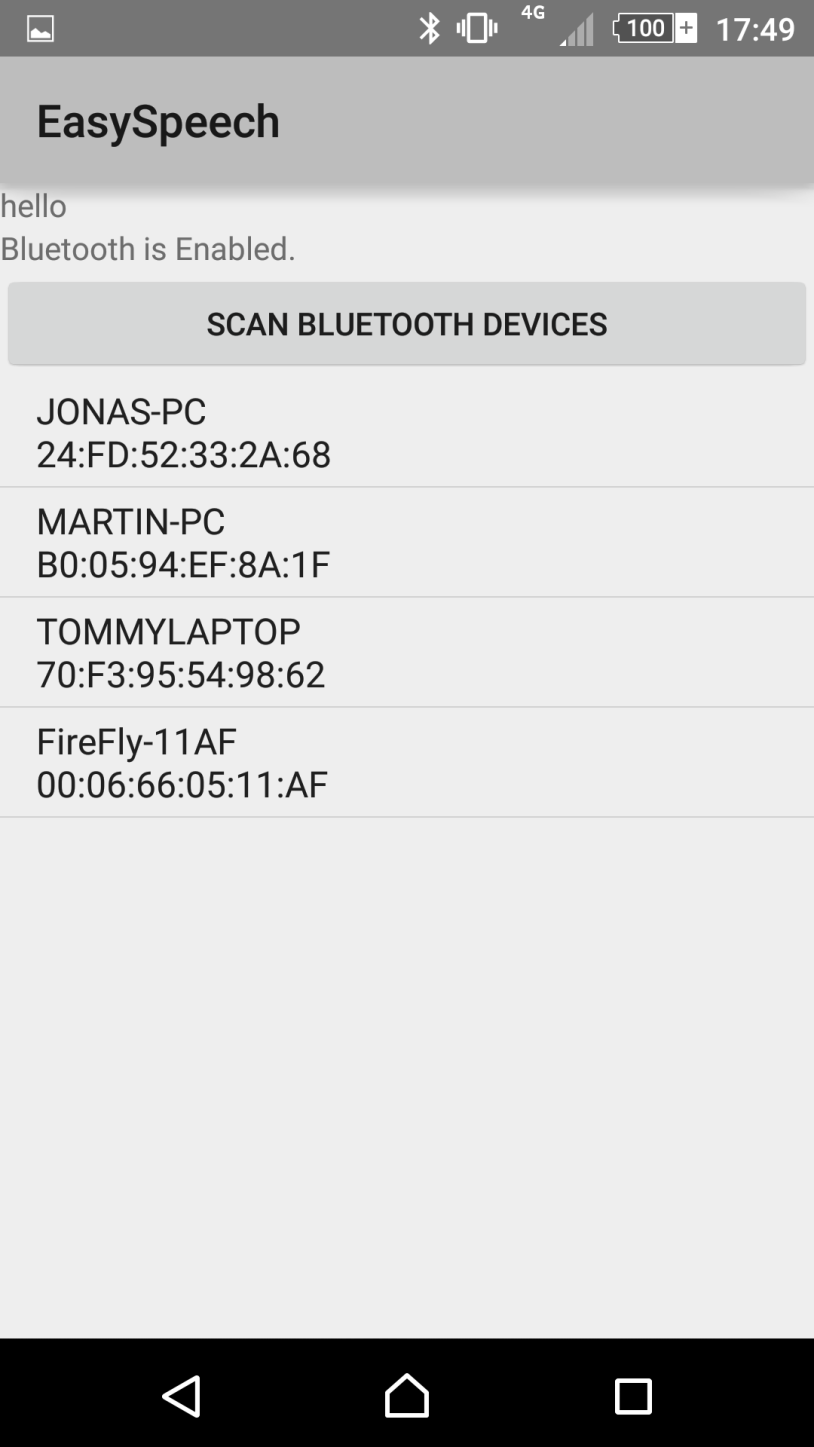 4G
100
17:49
EasySpeech
hello
Bluetooth is Enabled.
SCAN BLUETOOTH DEVICES
JONAS-PC
24:FD:52:33:2A:68
MARTIN-PC
B0:05:94:EF:8A:1F
TOMMYLAPTOP
70:F3:95:54:98:62
FireFly-11AF
00:06:66:05:11:AF